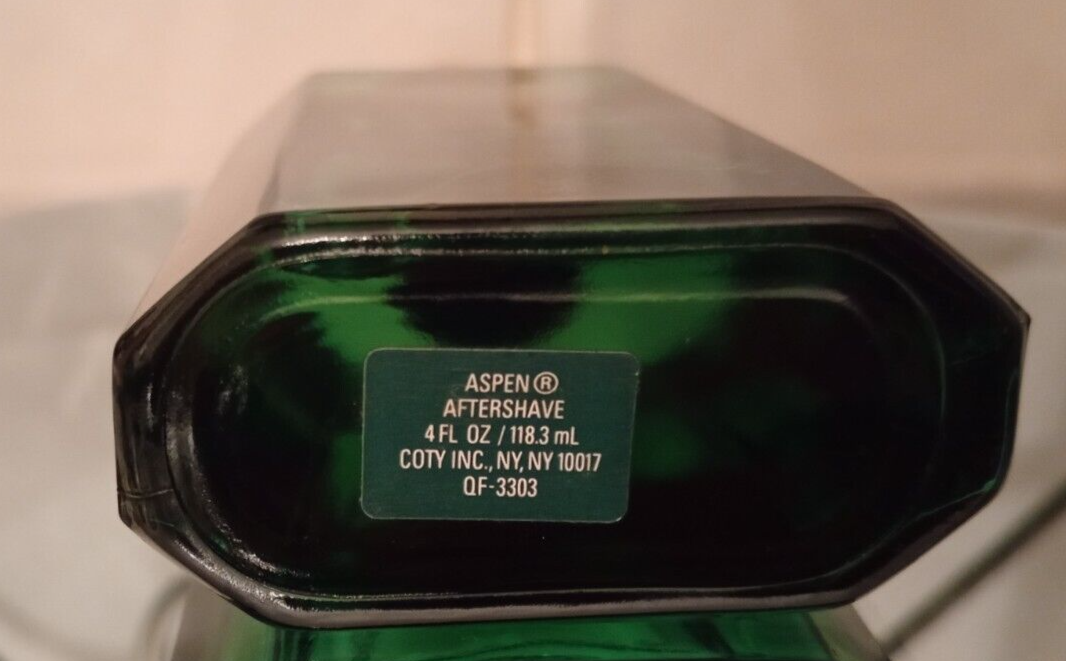 ASPEN®
AFTERSHAVE
4 FL OZ / 118.3 mL
COTY INC., NY, NY 10017
QF-3303